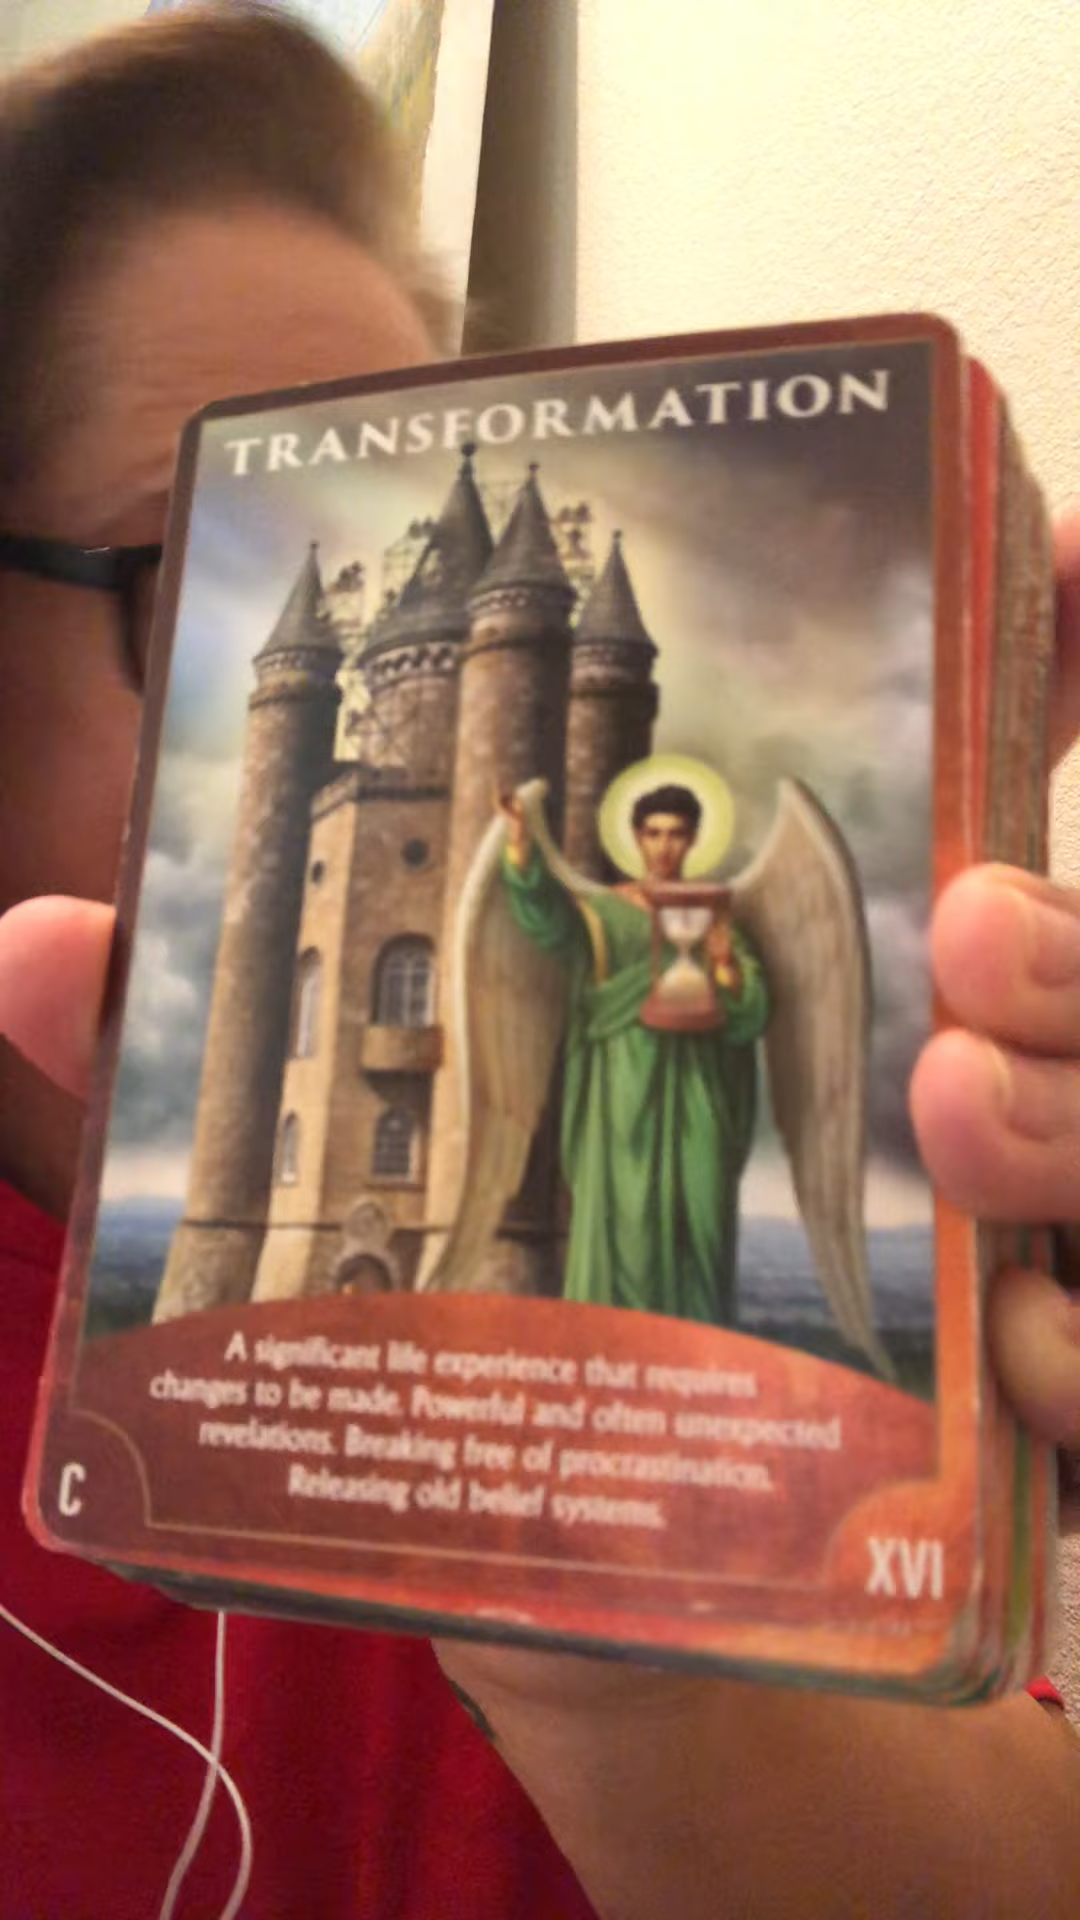 TRANSFORMATION
A significant life experience that requires
changes to be made. Powerful and often unexpected
revelations. Breaking free of procrastination.
Releasing old belief systems.
C
XVI